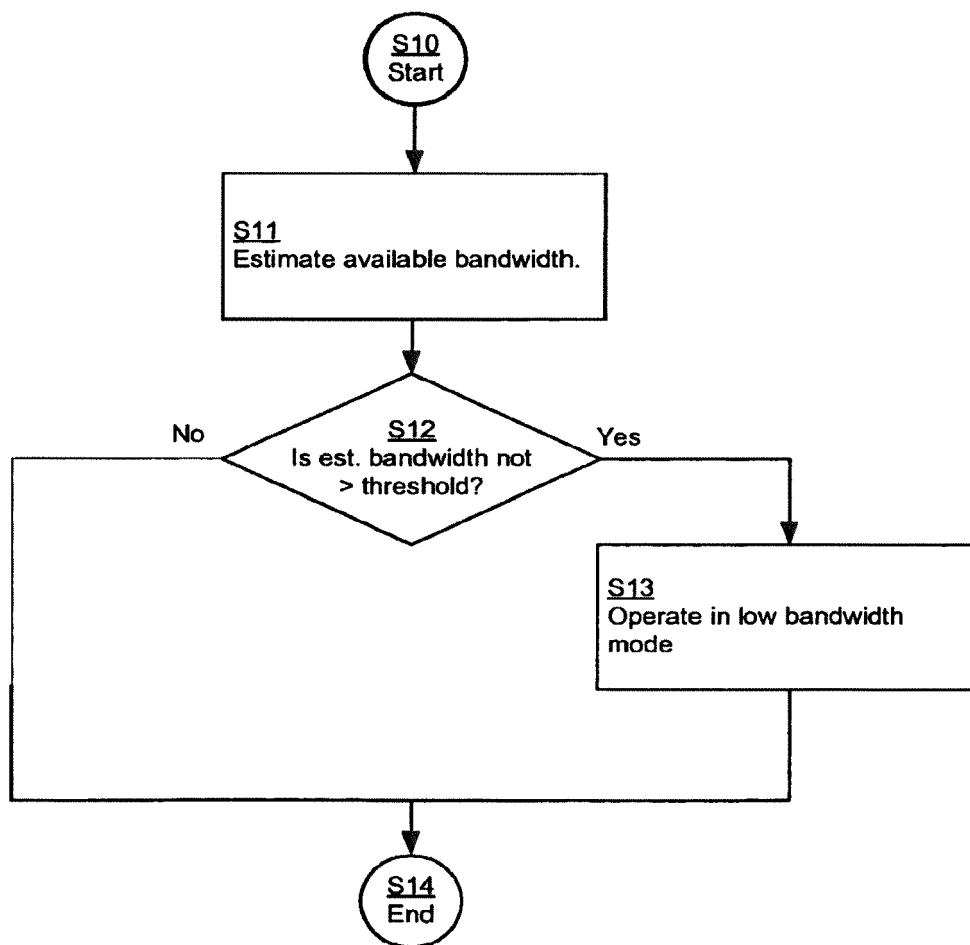 S10
Start
S11
Estimate available bandwidth.
No
S12
Yes
Is est. bandwidth not
> threshold?
S13
Operate in low bandwidth
mode
S14
End